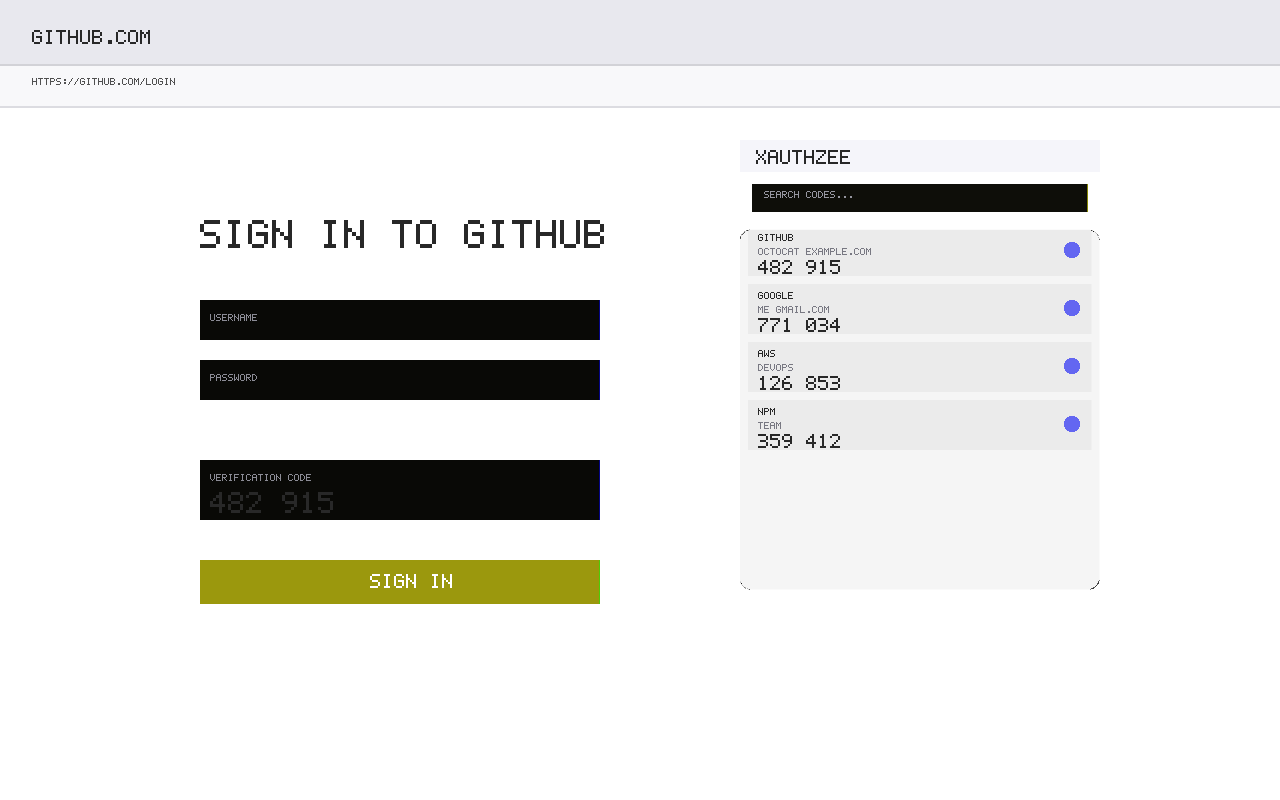 GITHUB.COM
HTTPS://GITHUB.COM/LOGIN
SIGN IN TO GITHUB
USERNAME
PASSWORD
VERIFICATION CODE
482 915
SIGN IN
XAUTHZEE
SEARCH CODES...
GITHUB
OCTOCAT EXAMPLE.COM
482 915
GOOGLE
ME GMAIL.COM
771 034
AWS
DEVOPS
126 853
NPM
TEAM
359 412